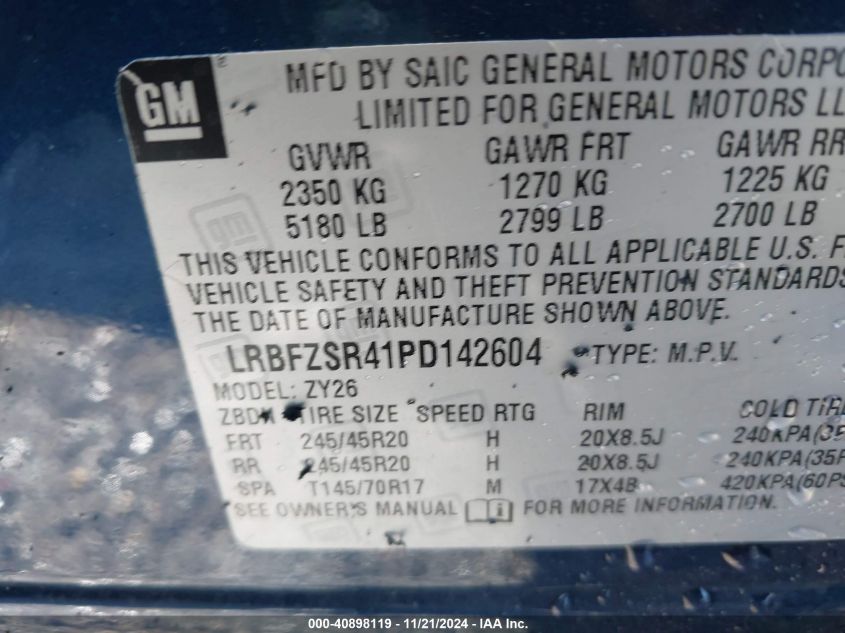 GM
MFD BY SAIC GENERAL MOTORS CORPO
LIMITED FOR GENERAL MOTORS LL
GVWR GAWR FRT GAWR RR
2350 KG 1270 KG 1225 KG
5180 LB 2799 LB 2700 LB
THIS VEHICLE CONFORMS TO ALL APPLICABLE U.S. F
VEHICLE SAFETY AND THEFT PREVENTION STANDARDS
THE DATE OF MANUFACTURE SHOWN ABOVE.
LRBFZSR41PD142604 TYPE: M.P.V.
MODEL: ZY26
TIRE SIZE SPEED RTG RIM COLD TIRE
FRT 245/45R20 H 20X8.5J 240KPA(35P
RR 245/45R20 H 20X8.5J 240KPA(35P
SPA T145/70R17 M 17X4B 420KPA(60PS
SEE OWNER'S MANUAL FOR MORE INFORMATION.
000-40898119 - 11/21/2024 - IAA Inc.